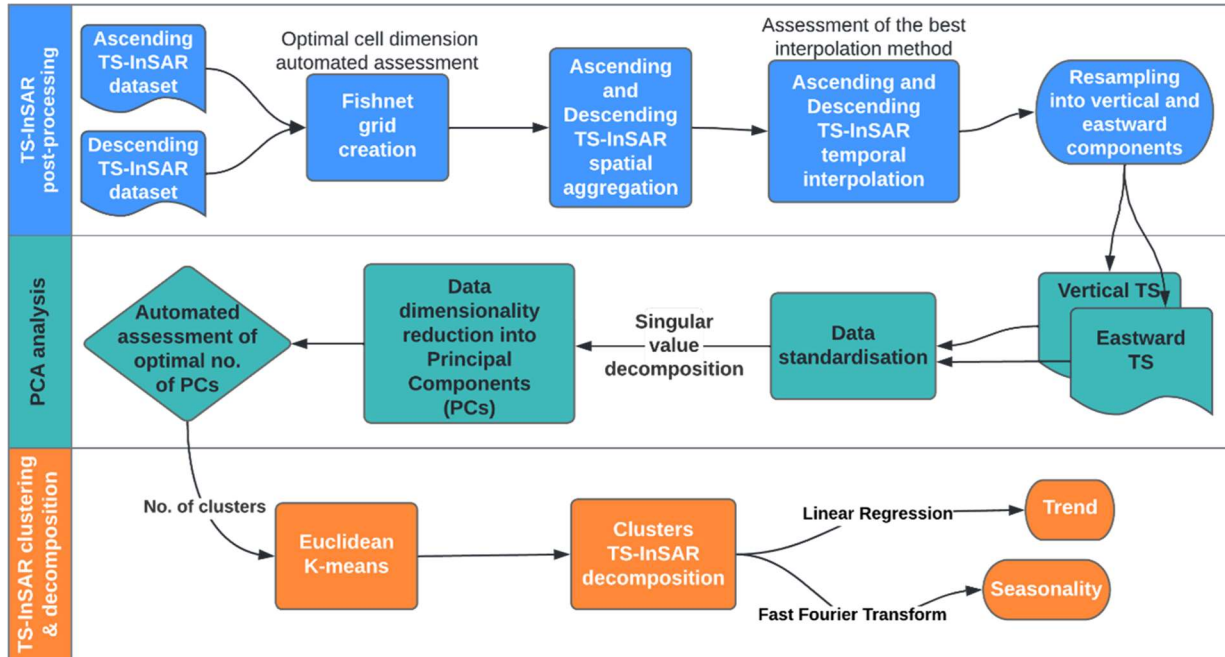 TS-InSAR
post-processing
Ascending
TS-InSAR
dataset
Descending
TS-InSAR
dataset
Optimal cell dimension
automated assessment
Fishnet
grid
creation
Ascending
and
Descending
TS-InSAR
spatial
aggregation
Assessment of the best
interpolation method
Ascending and
Descending
TS-InSAR
temporal
interpolation
Resampling
into vertical and
eastward
components
PCA analysis
Vertical TS
Eastward
TS
Data
standardisation
Singular
value
decomposition
Data
dimensionality
reduction into
Principal
Components
(PCs)
Automated
assessment of
optimal no.
of PCs
TS-InSAR clustering
& decomposition
No. of clusters
Euclidean
K-means
Clusters
TS-InSAR
decomposition
Linear Regression
Trend
Fast Fourier Transform
Seasonality